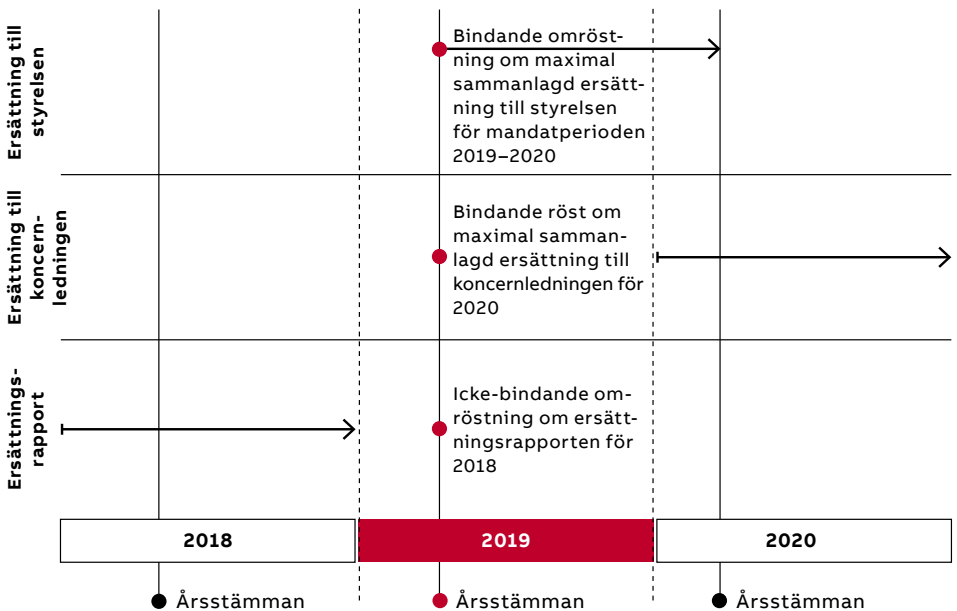 Ersättning till
styrelsen
Bindande omröst-
ning om maximal
sammanlagd ersätt-
ning till styrelsen
för mandatperioden
2019–2020
Ersättning till
koncern-
ledningen
Bindande röst om
maximal samman-
lagd ersättning till
koncernledningen för
2020
Ersättnings-
rapport
Icke-bindande om-
röstning om ersätt-
ningsrapporten för
2018
2018
2019
2020
Årsstämman
Årsstämman
Årsstämman